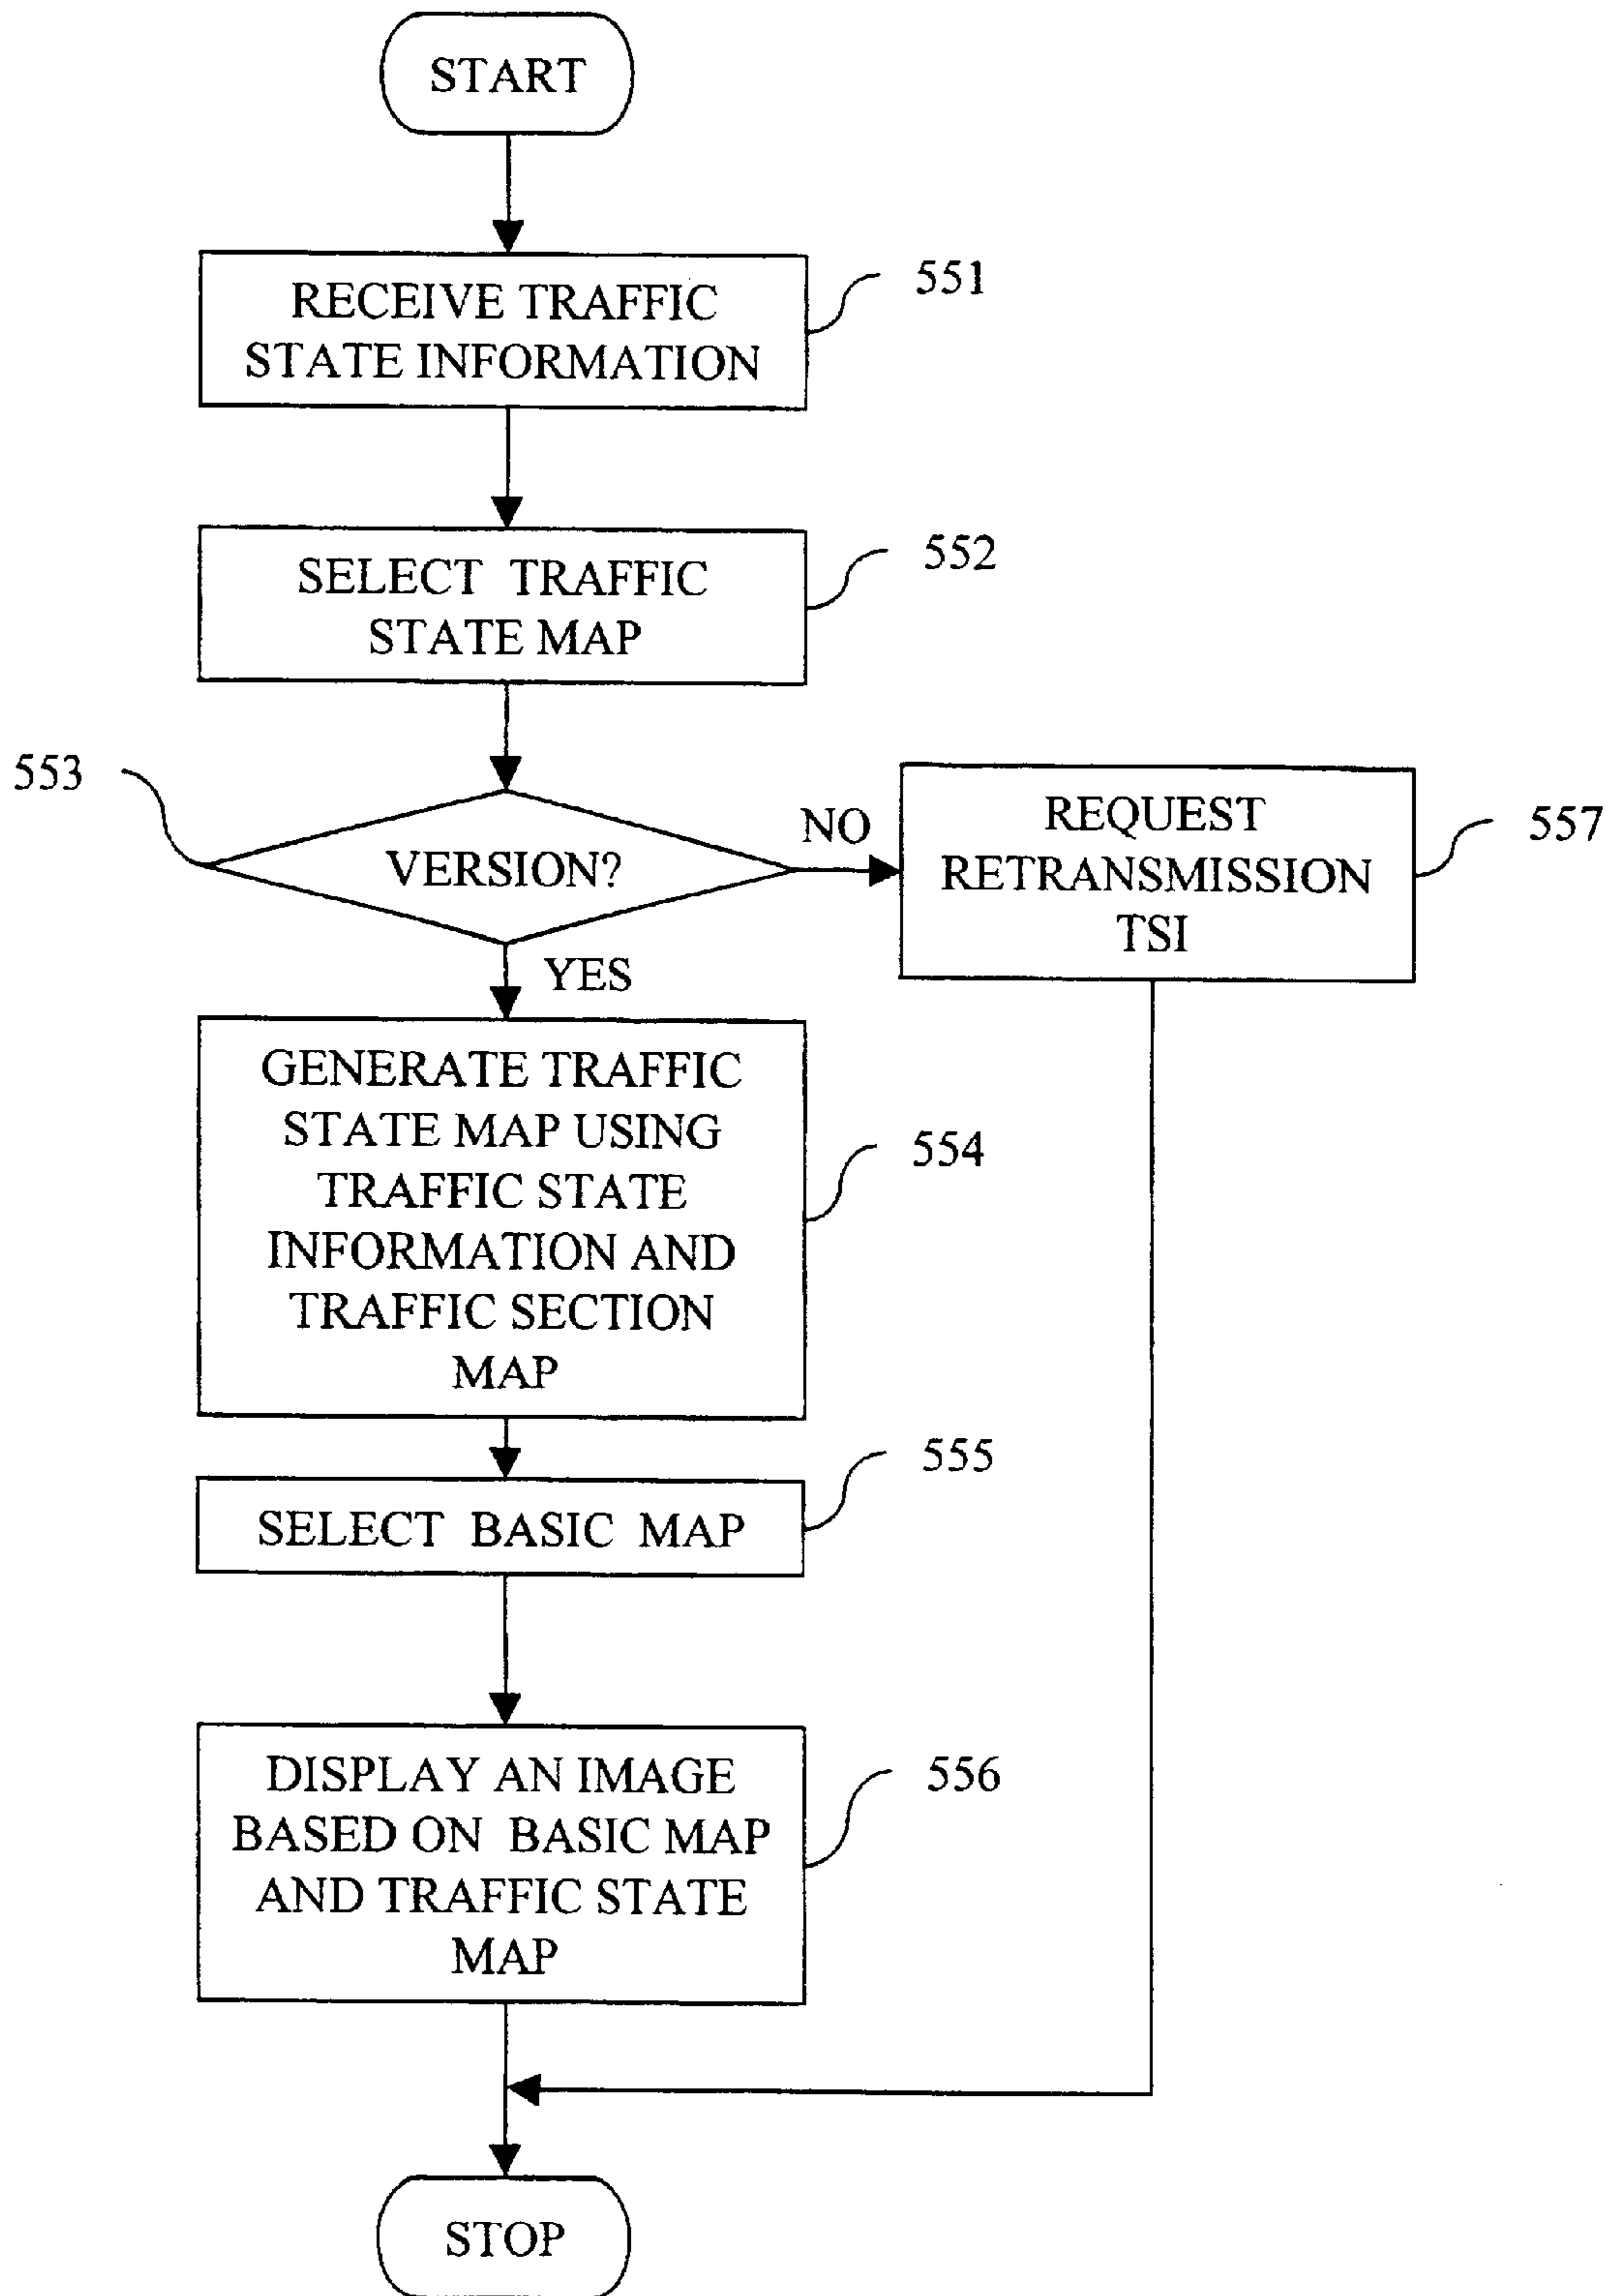 START
RECEIVE TRAFFIC
STATE INFORMATION
551
SELECT TRAFFIC
STATE MAP
552
553
VERSION?
NO
REQUEST
RETRANSMISSION
TSI
557
YES
GENERATE TRAFFIC
STATE MAP USING
TRAFFIC STATE
INFORMATION AND
TRAFFIC SECTION
MAP
554
SELECT BASIC MAP
555
DISPLAY AN IMAGE
BASED ON BASIC MAP
AND TRAFFIC STATE
MAP
556
STOP